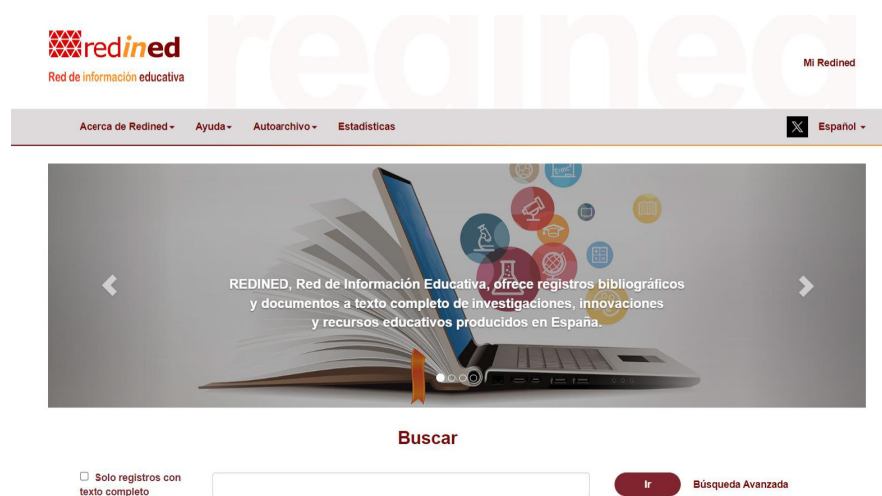 redined
redined
Red de información educativa
Mi Redined
Acerca de Redined
Ayuda
Autoarchivo
Estadísticas
Español
REDINED, Red de Información Educativa, ofrece registros bibliográficos
y documentos a texto completo de investigaciones, innovaciones
y recursos educativos producidos en España.
Buscar
Solo registros con
texto completo
Ir
Búsqueda Avanzada